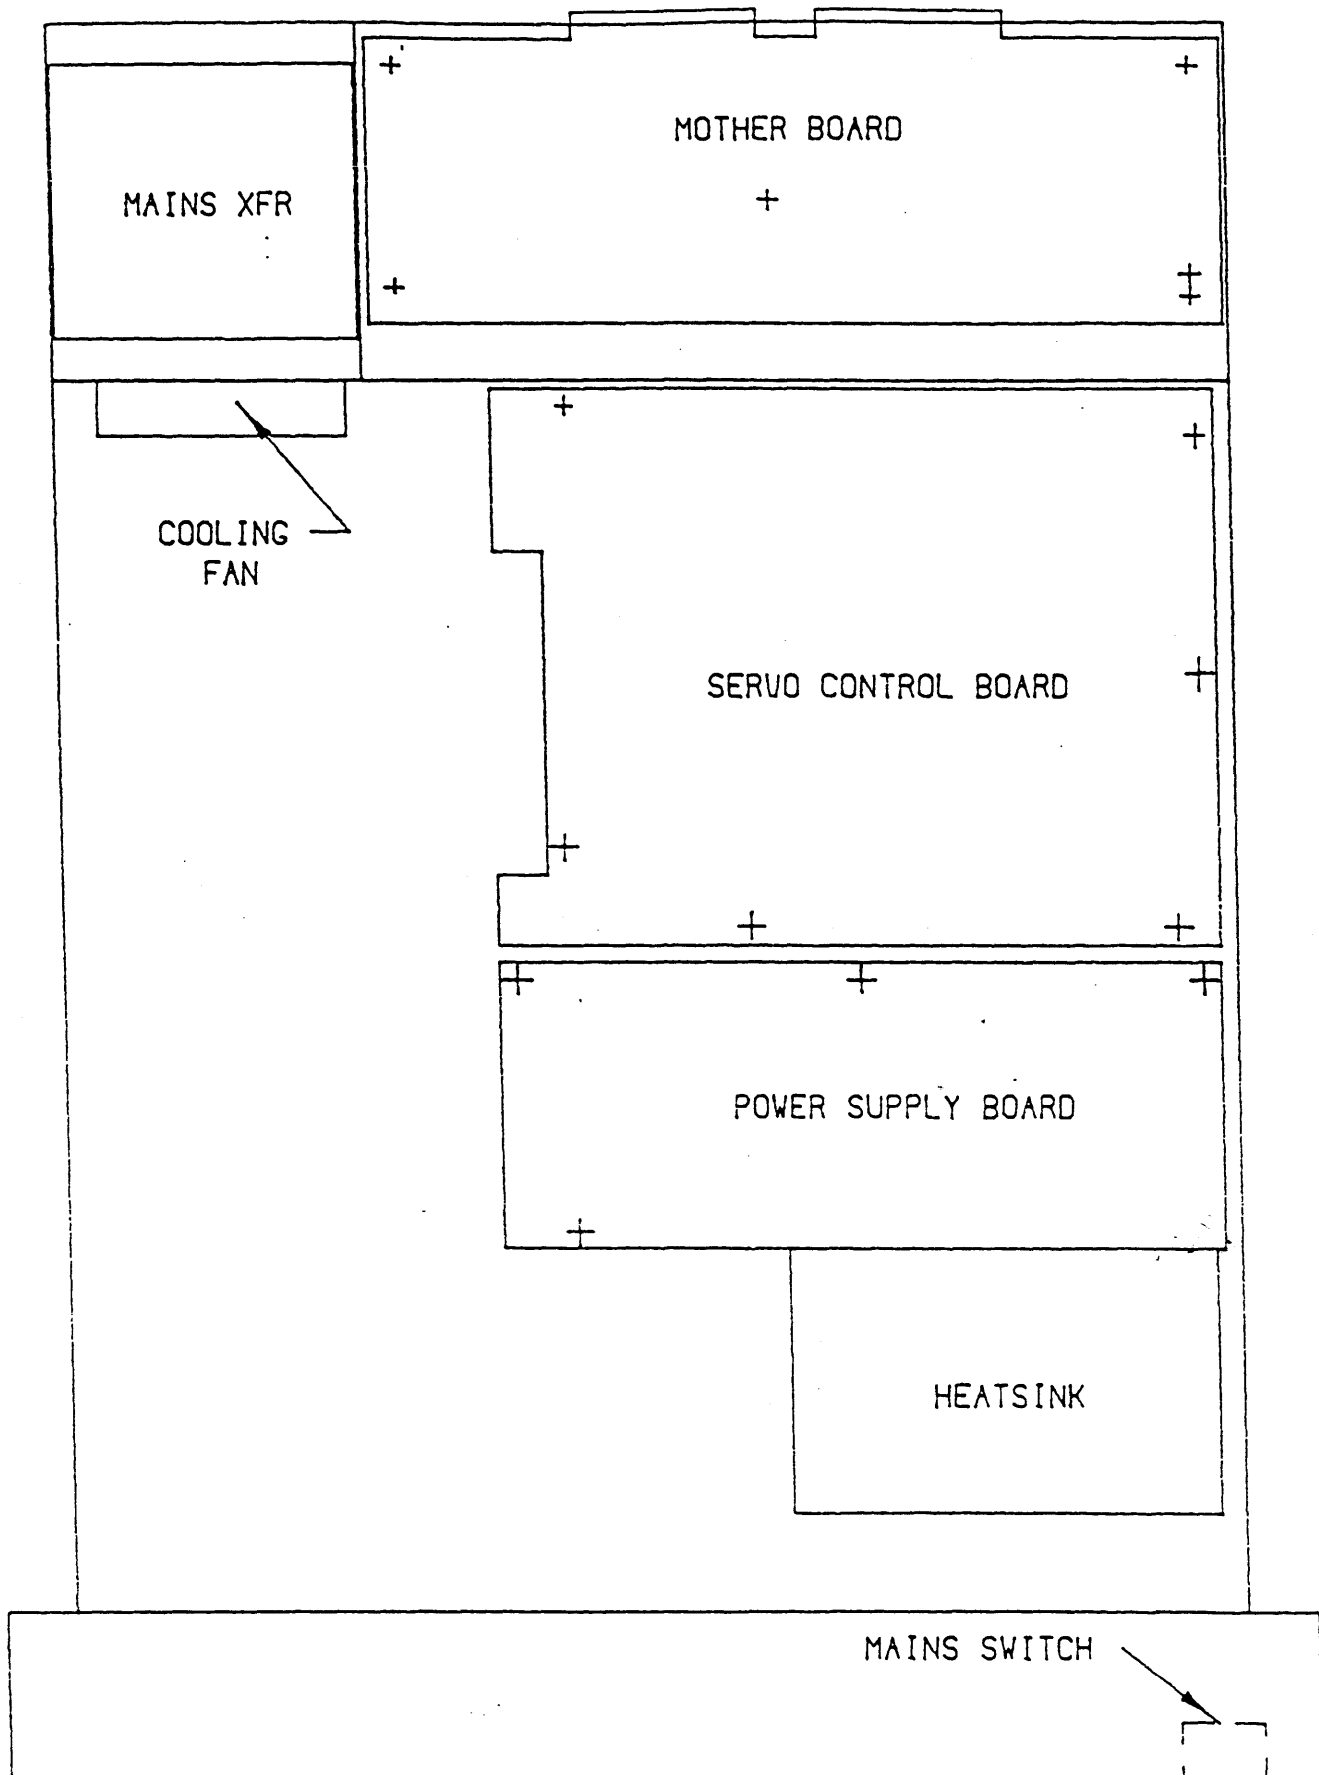 MOTHER BOARD
MAINS XFR
COOLING
FAN
SERVO CONTROL BOARD
POWER SUPPLY BOARD
HEATSINK
MAINS SWITCH